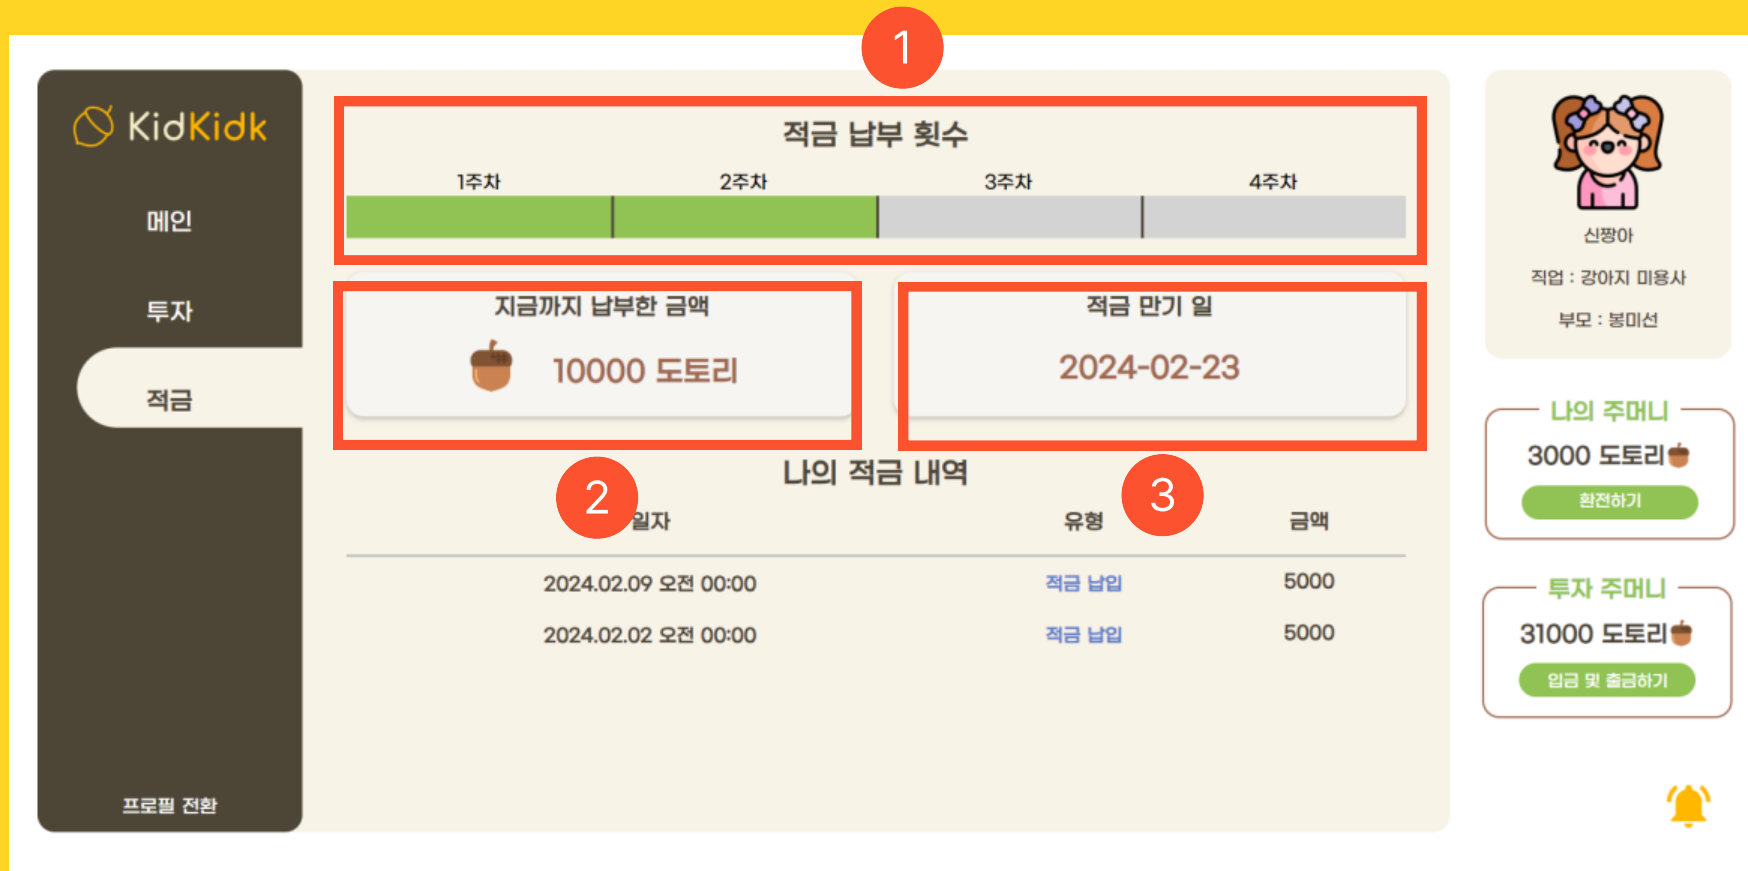 1
KidKidk
메인
투자
적금
프로필 전환
적금 납부 횟수
1주차 2주차 3주차 4주차
지금까지 납부한 금액
10000 도토리
적금 만기 일
2024-02-23
2
3
나의 적금 내역
일자 유형 금액
2024.02.09 오전 00:00 적금 납입 5000
2024.02.02 오전 00:00 적금 납입 5000
신짱아
직업 : 강아지 미용사
부모 : 봉미선
나의 주머니
3000 도토리
환전하기
투자 주머니
31000 도토리
입금 및 출금하기